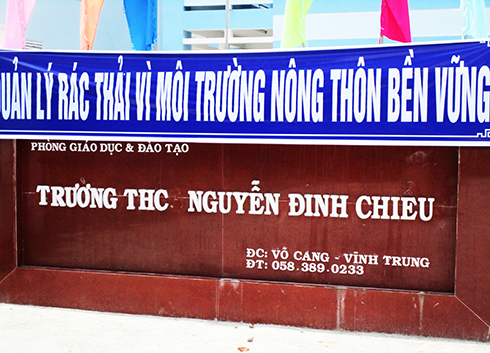 UẢN LÝ RÁC THẢI VÌ MÔI TRƯỜNG NÔNG THÔN BỀN VỮNG
PHÒNG GIÁO DỤC & ĐÀO TẠO
TRƯƠNG THC NGUYỄN ĐINH CHIEU
ĐC: VÕ CANG - VĨNH TRUNG
ĐT: 058.389.0233